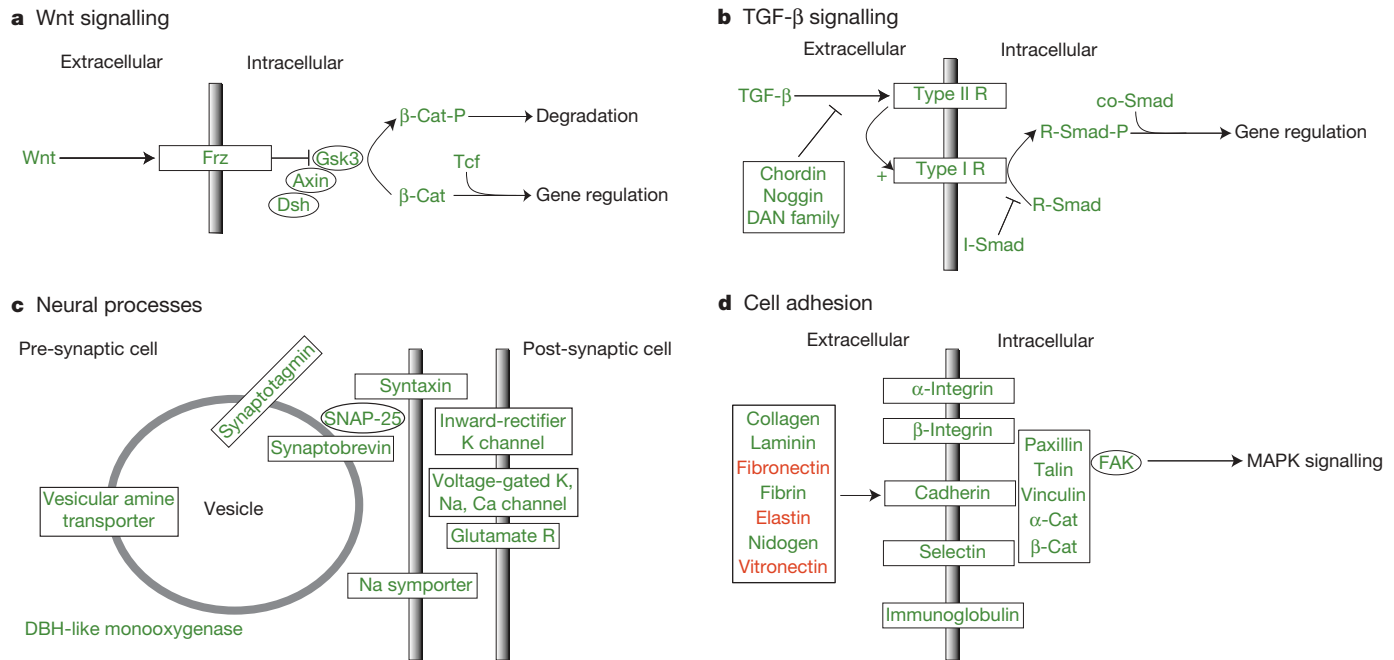 a Wnt signalling
Extracellular
Intracellular
Wnt
Frz
Gsk3
Axin
Dsh
β-Cat-P
Degradation
Tcf
β-Cat
Gene regulation
b TGF-β signalling
Extracellular
Intracellular
TGF-β
Type II R
co-Smad
R-Smad-P
Gene regulation
Chordin
Noggin
DAN family
+
Type I R
R-Smad
I-Smad
c Neural processes
Pre-synaptic cell
Post-synaptic cell
Synaptotagmin
Syntaxin
SNAP-25
Synaptobrevin
Inward-rectifier
K channel
Vesicular amine
transporter
Vesicle
Voltage-gated K,
Na, Ca channel
Glutamate R
Na symporter
DBH-like monooxygenase
d Cell adhesion
Extracellular
Intracellular
Collagen
Laminin
Fibronectin
Fibrin
Elastin
Nidogen
Vitronectin
α-Integrin
β-Integrin
Cadherin
Selectin
Immunoglobulin
Paxillin
Talin
Vinculin
α-Cat
β-Cat
FAK
MAPK signalling